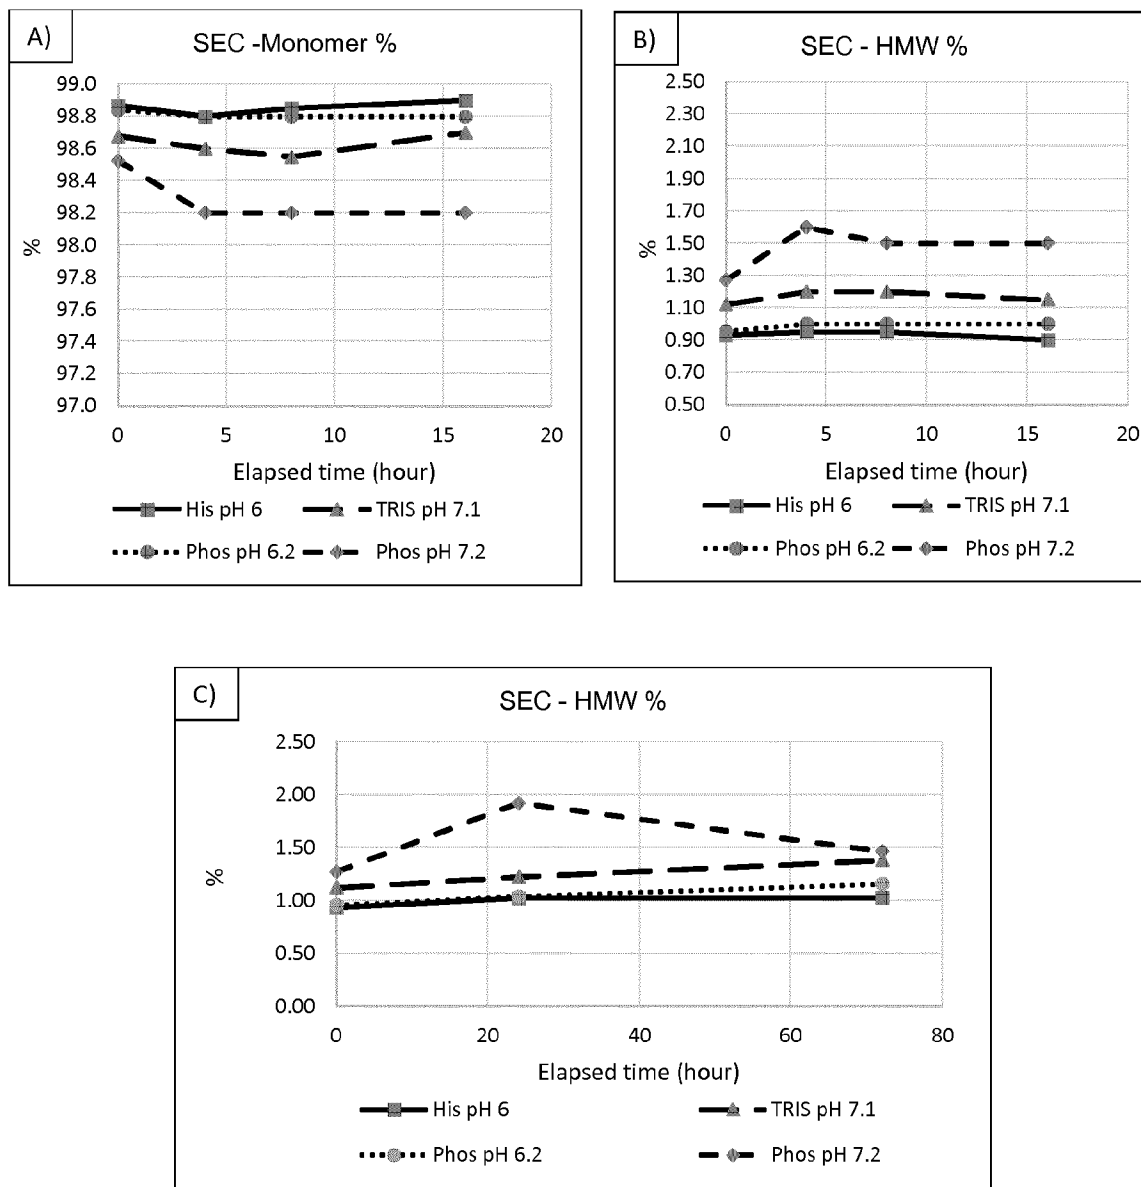 A)
SEC -Monomer %
99.0
98.8
98.6
98.4
98.2
98.0
97.8
97.6
97.4
97.2
97.0
%
0 5 10 15 20
Elapsed time (hour)
His pH 6 TRIS pH 7.1
Phos pH 6.2 Phos pH 7.2
B)
SEC - HMW %
2.50
2.30
2.10
1.90
1.70
1.50
1.30
1.10
0.90
0.70
0.50
%
0 5 10 15 20
Elapsed time (hour)
His pH 6 TRIS pH 7.1
Phos pH 6.2 Phos pH 7.2
C)
SEC - HMW %
2.50
2.00
1.50
1.00
0.50
0.00
%
0 20 40 60 80
Elapsed time (hour)
His pH 6 TRIS pH 7.1
Phos pH 6.2 Phos pH 7.2